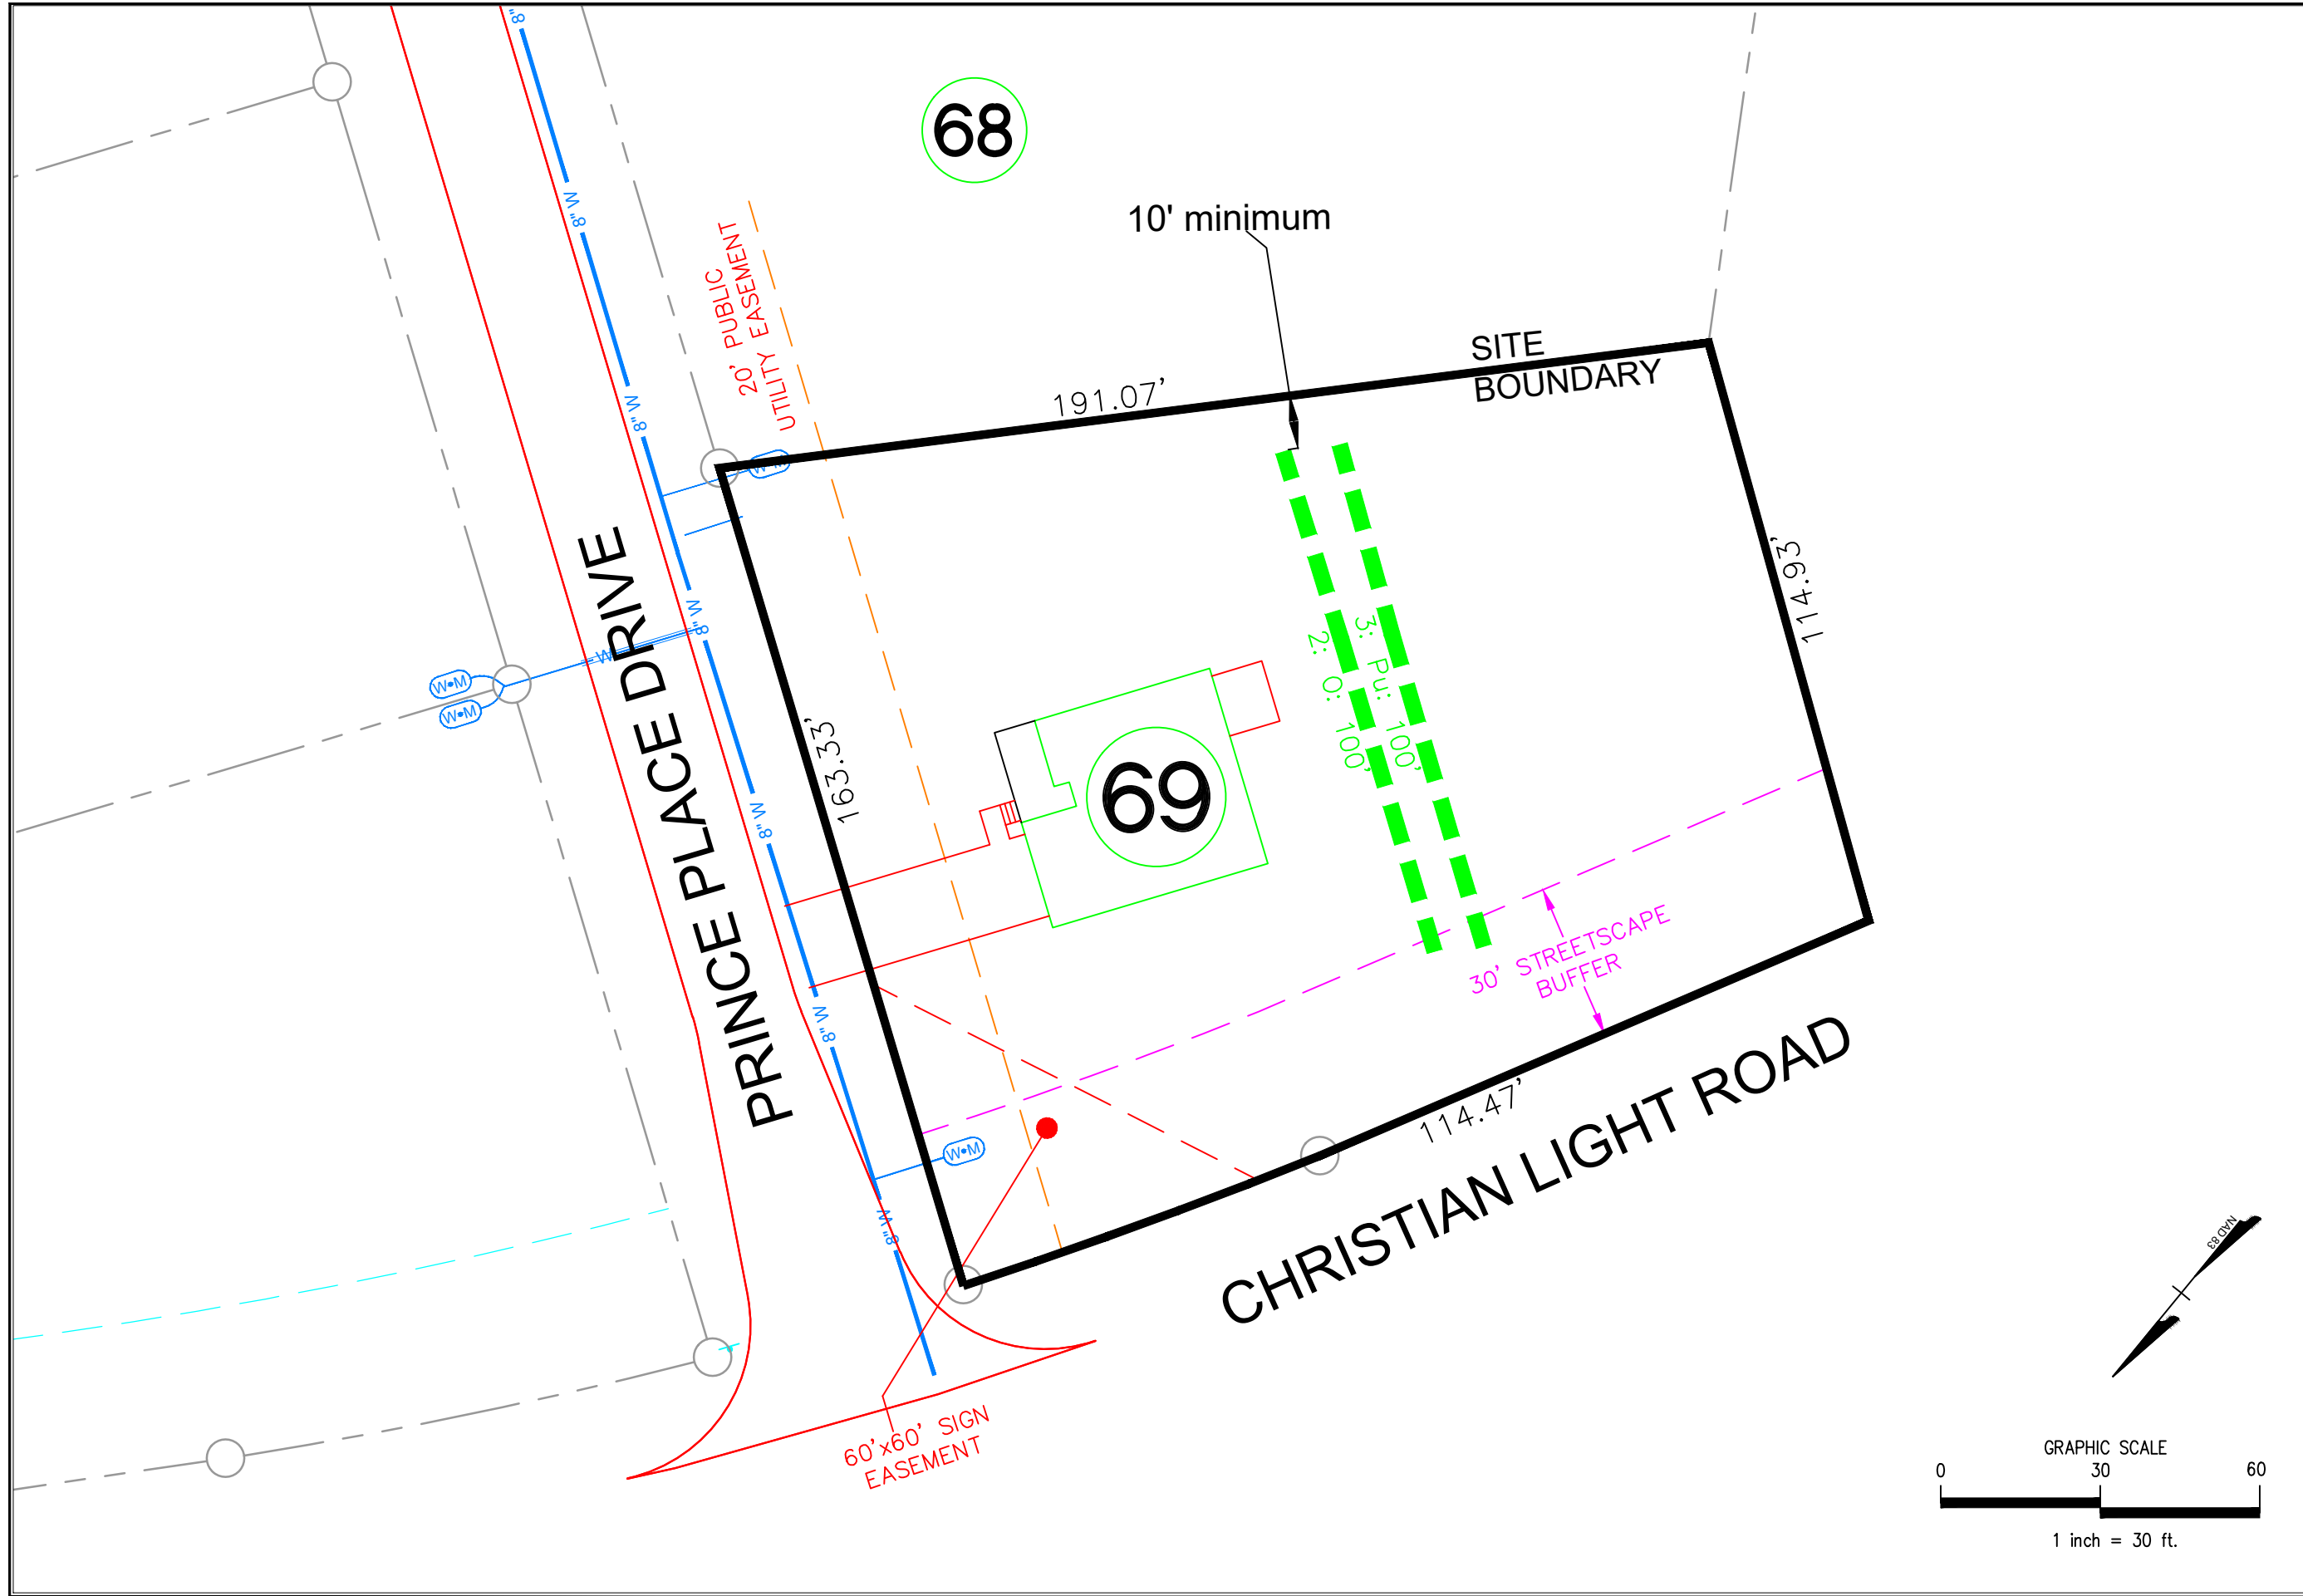 8"
68
8" W
10' minimum
20' PUBLIC
UTILITY EASEMENT
SITE
BOUNDARY
191.07'
8" W
W•M
PRINCE PLACE DRIVE
114.63'
8" W
W
W•M
W•M
2: O: 100'
3: Pu: 100'
163.33'
69
8" W
30' STREETSCAPE
BUFFER
8" W
114.47'
W•M
CHRISTIAN LIGHT ROAD
8" W
NAD 83
60'x60' SIGN
EASEMENT
GRAPHIC SCALE
0 30 60
1 inch = 30 ft.